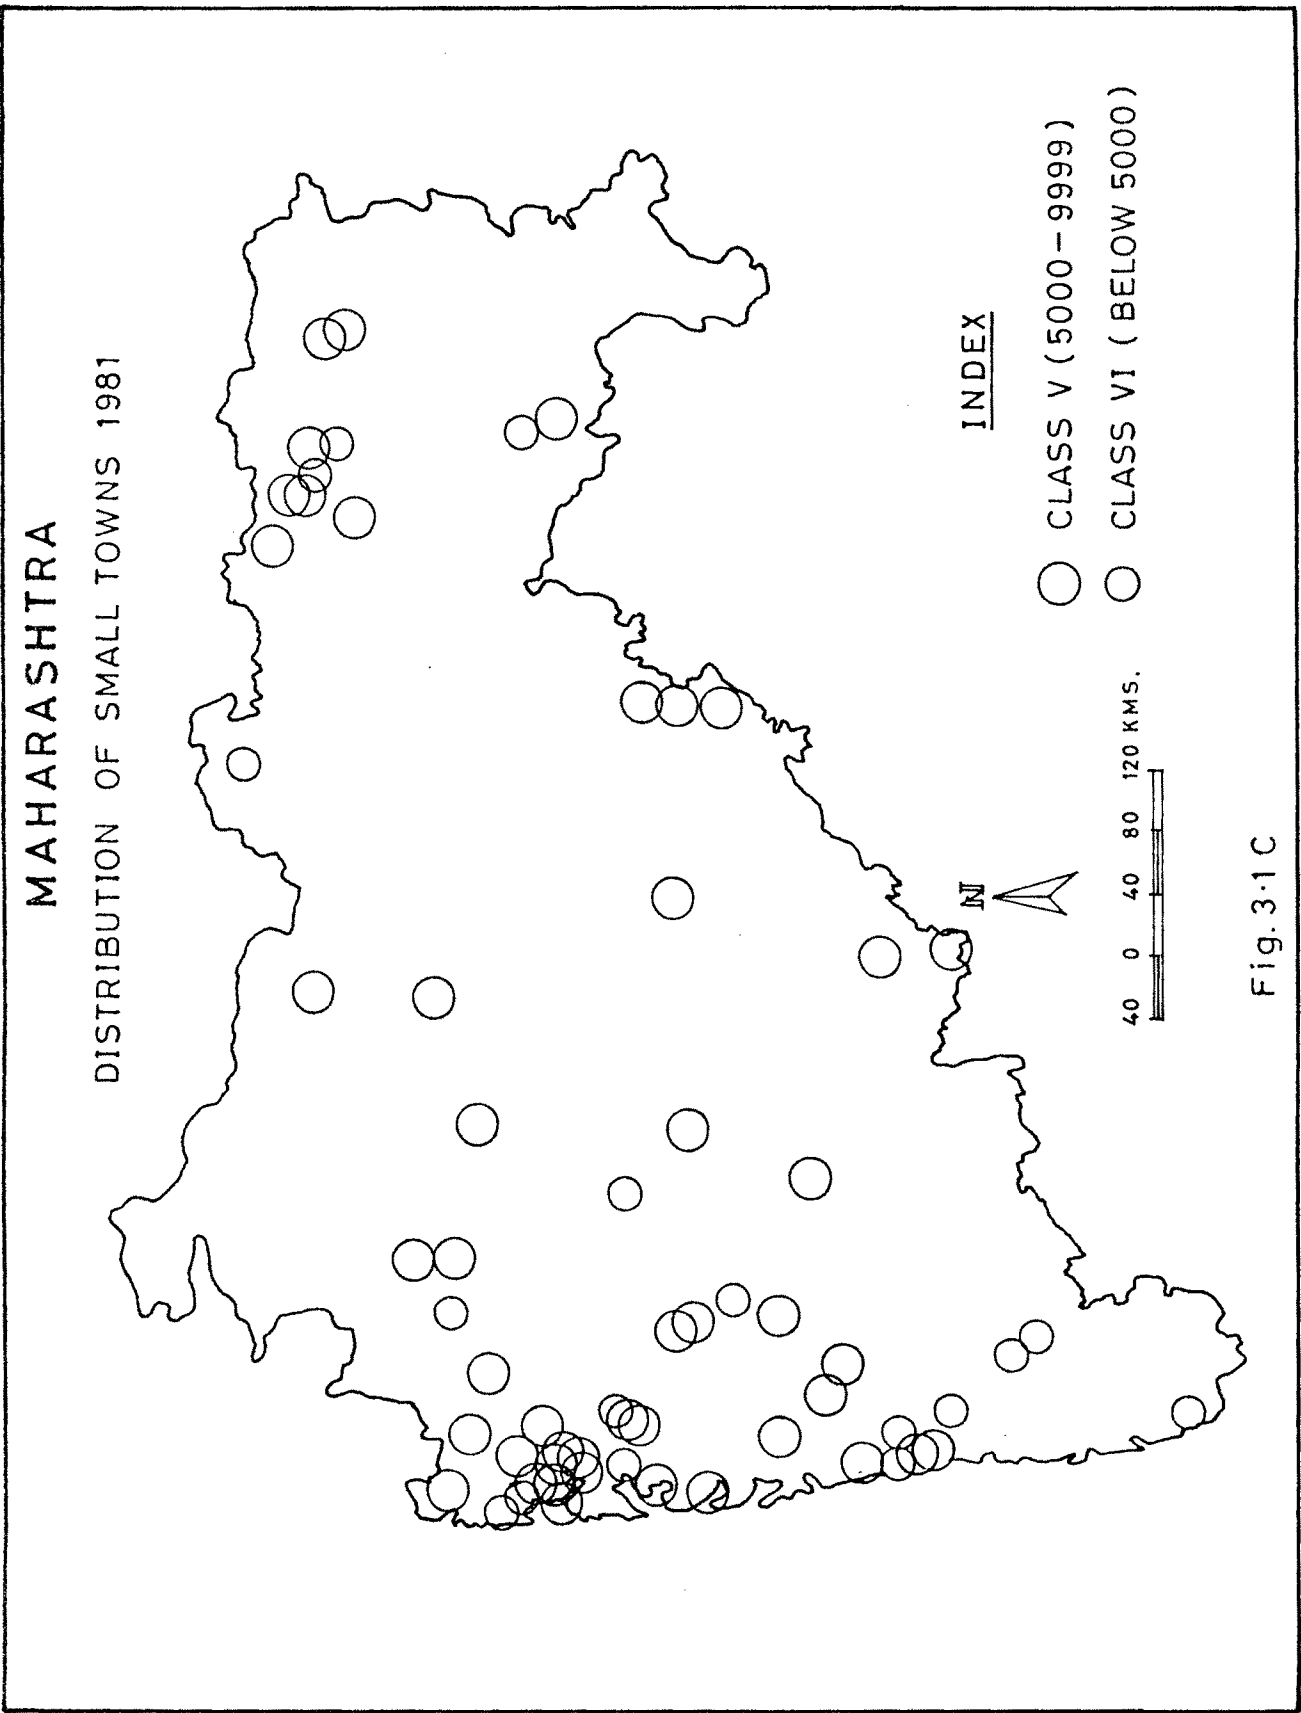 MAHARASHTRA
DISTRIBUTION OF SMALL TOWNS 1981
INDEX
CLASS V (5000-9999)
CLASS VI (BELOW 5000)
N
40 0 40 80 120 KMS.
Fig. 3·1 C